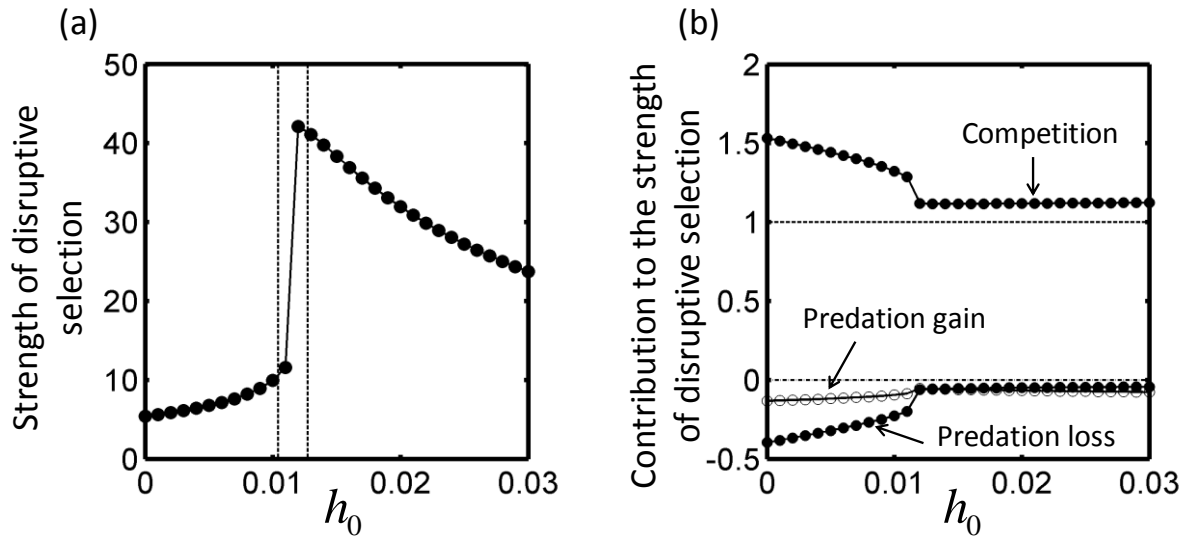 (a)
Strength of disruptive
selection
50
40
30
20
10
0
0
0.01
0.02
0.03
h0
(b)
Contribution to the strength
of disruptive selection
2
1.5
1
0.5
0
-0.5
Competition
Predation gain
Predation loss
0
0.01
0.02
0.03
h0